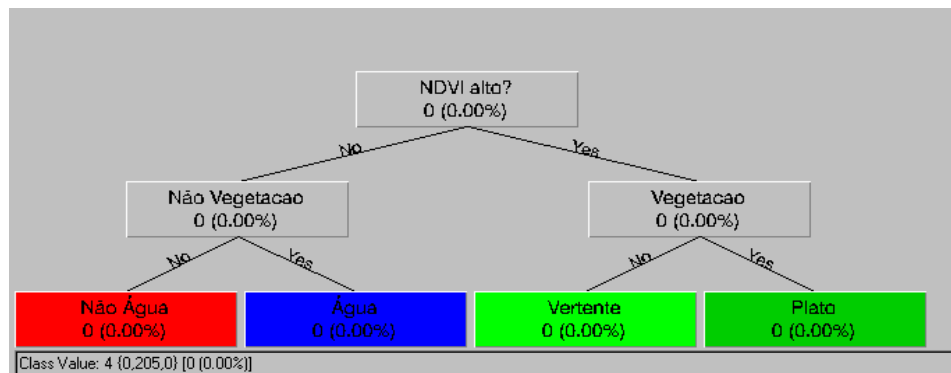 NDVI alto?
0 (0.00%)
No
Yes
Não Vegetacao
0 (0.00%)
Vegetacao
0 (0.00%)
No
Yes
No
Yes
Não Água
0 (0.00%)
Água
0 (0.00%)
Vertente
0 (0.00%)
Plato
0 (0.00%)
Class Value: 4 {0,205,0} [0 (0.00%)]